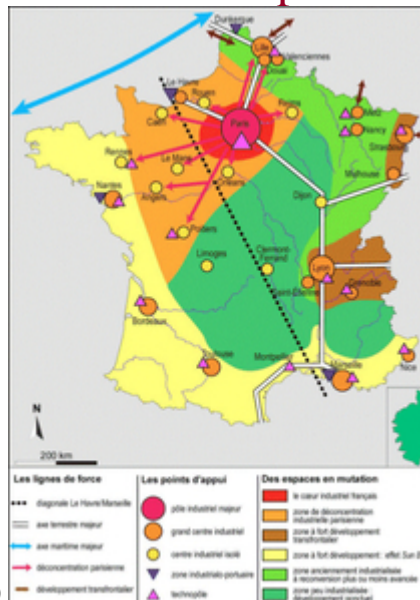 Dunkerque
Lille
Valenciennes
Douai
Le Havre
Rouen
Reims
Caen
Paris
Metz
Nancy
Strasbourg
Rennes
Le Mans
Orléans
Mulhouse
Nantes
Angers
Dijon
Poitiers
Limoges
Clermont-
Ferrand
Lyon
Saint-Etienne
Grenoble
Bordeaux
Toulouse
Montpellier
Marseille
Nice
N
200 km
Les lignes de force
diagonale Le Havre/Marseille
axe terrestre majeur
axe maritime majeur
déconcentration parisienne
développement transfrontalier
Les points d'appui
pôle industriel majeur
grand centre industriel
centre industriel isolé
zone industrialo-portuaire
technopôle
Des espaces en mutation
le cœur industriel français
zone de déconcentration
industrielle parisienne
zone à fort développement
transfrontalier
zone à fort développement: effet Sun
zone anciennement industrialisée
à reconversion plus ou moins avancée
zone peu industrialisée:
développement ponctuel